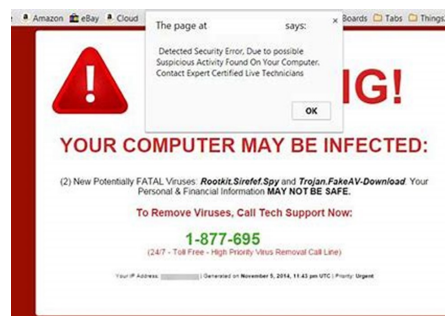 Amazon eBay Cloud Boards Tabs Things
The page at says:
Detected Security Error, Due to possible
Suspicious Activity Found On Your Computer.
Contact Expert Certified Live Technicians
OK
NG!
YOUR COMPUTER MAY BE INFECTED:
(2) New Potentially FATAL Viruses: Rootkit.Sirefef.Spy and Trojan.FakeAV-Download. Your
Personal & Financial Information MAY NOT BE SAFE.
To Remove Viruses, Call Tech Support Now:
1-877-695
(24/7 - Toll Free - High Priority Virus Removal Call Line)
Your IP Address: | Generated on November 5, 2014, 11:43 pm UTC | Priority: Urgent